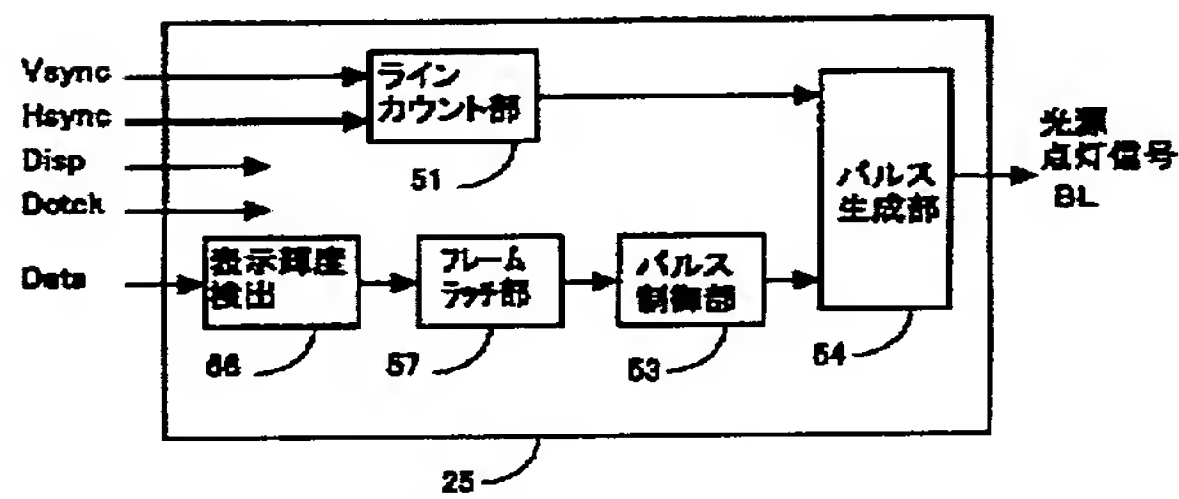 Vsync
Hsync
Disp
Dotck
Data
ライン
カウント部
51
表示輝度
検出
56
フレーム
ラッチ部
57
パルス
制御部
53
パルス
生成部
54
光源
点灯信号
BL
25